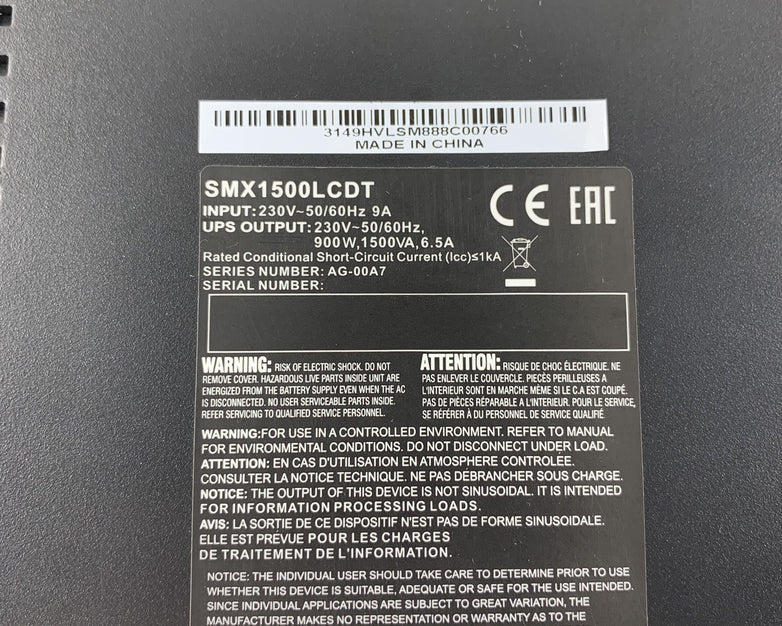 3149HVLSM888C00766
MADE IN CHINA
SMX1500LCDT
INPUT: 230V~50/60Hz 9A
UPS OUTPUT: 230V~50/60Hz,
900W,1500VA, 6.5A
Rated Conditional Short-Circuit Current (Icc)≤1kA
SERIES NUMBER: AG-00A7
SERIAL NUMBER:
CE EAC
WARNING: RISK OF ELECTRIC SHOCK. DO NOT
REMOVE COVER. HAZARDOUS LIVE PARTS INSIDE UNIT ARE
ENERGIZED FROM THE BATTERY SUPPLY EVEN WHEN THE AC
IS DISCONNECTED. NO USER SERVICEABLE PARTS INSIDE.
REFER SERVICING TO QUALIFIED SERVICE PERSONNEL.
ATTENTION: RISQUE DE CHOC ÉLECTRIQUE. NE
PAS ENLEVER LE COUVERCLE. PIECÈS PERILLEUSES A
L'INTERIEUR SONT EN MARCHE MÊME SI LE C.A EST COUPÉ.
PAS DE PIÈCES RÉPARABLE A L'INTERIEUR. POUR LE SERVICE,
SE RÉFÉRER À DU PERSONNEL DE SERVICE QUALIFIÉ
WARNING:FOR USE IN A CONTROLLED ENVIRONMENT. REFER TO MANUAL
FOR ENVIRONMENTAL CONDITIONS. DO NOT DISCONNECT UNDER LOAD.
ATTENTION: EN CAS D'UTILISATION EN ATMOSPHERE CONTROLÉE.
CONSULTER LA NOTICE TECHNIQUE. NE PAS DÉBRANCHER SOUS CHARGE.
NOTICE: THE OUTPUT OF THIS DEVICE IS NOT SINUSOIDAL. IT IS INTENDED
FOR INFORMATION PROCESSING LOADS.
AVIS: LA SORTIE DE CE DISPOSITIF N'EST PAS DE FORME SINUSOIDALE.
ELLE EST PRÉVUE POUR LES CHARGES
DE TRAITEMENT DE L'INFORMATION.
NOTICE: THE INDIVIDUAL USER SHOULD TAKE CARE TO DETERMINE PRIOR TO USE
WHETHER THIS DEVICE IS SUITABLE, ADEQUATE OR SAFE FOR THE USE INTENDED.
SINCE INDIVIDUAL APPLICATIONS ARE SUBJECT TO GREAT VARIATION, THE
MANUFACTURER MAKES NO REPRESENTATION OR WARRANTY AS TO THE